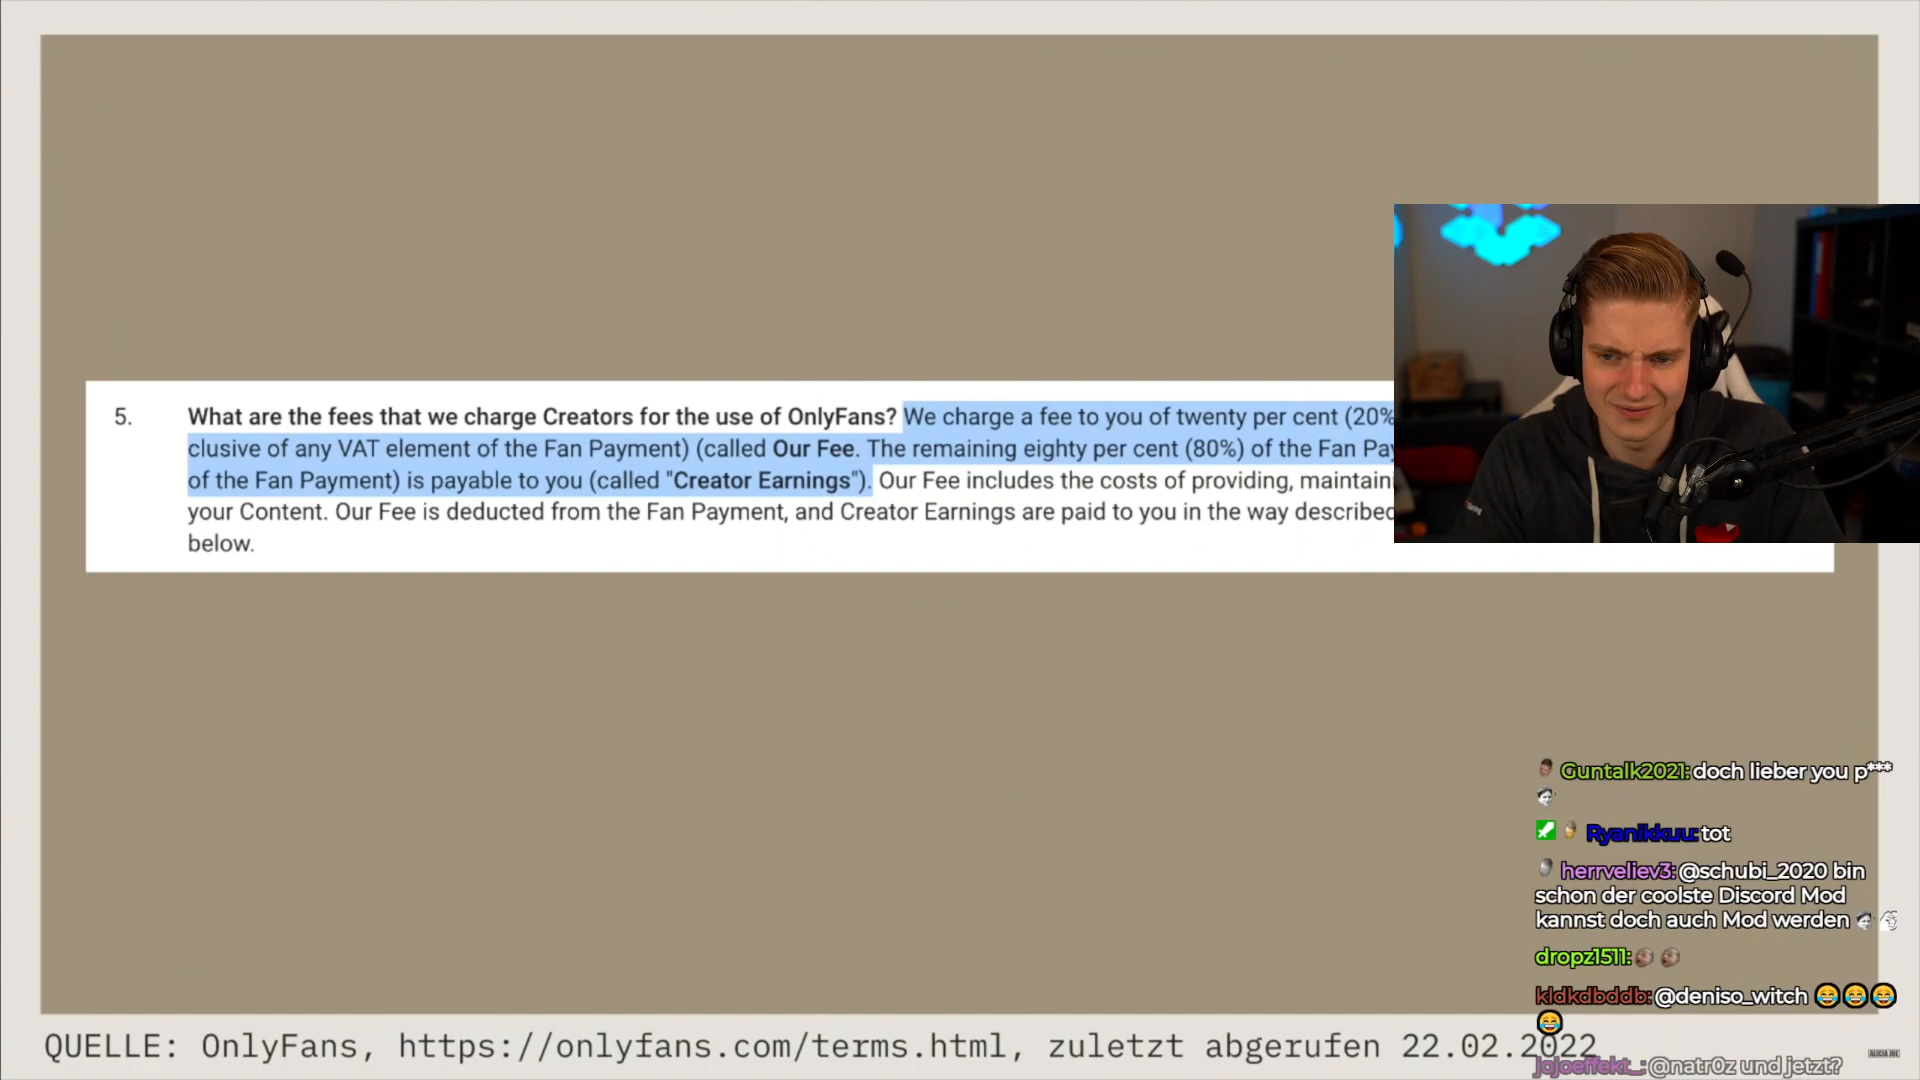 5. What are the fees that we charge Creators for the use of OnlyFans? We charge a fee to you of twenty per cent (20%
clusive of any VAT element of the Fan Payment) (called Our Fee. The remaining eighty per cent (80%) of the Fan Pay
of the Fan Payment) is payable to you (called "Creator Earnings"). Our Fee includes the costs of providing, maintain
your Content. Our Fee is deducted from the Fan Payment, and Creator Earnings are paid to you in the way described
below.
Guntalk2021: doch lieber you p***
Ryanikkuu: tot
herrveliev3: @schubi_2020 bin
schon der coolste Discord Mod
kannst doch auch Mod werden
dropz1511:
kldkdbddb: @deniso_witch 😂😂😂
😂
QUELLE: OnlyFans, https://onlyfans.com/terms.html, zuletzt abgerufen 22.02.2022
jojoeffekt_: @natr0z und jetzt?
ALICIA JOE